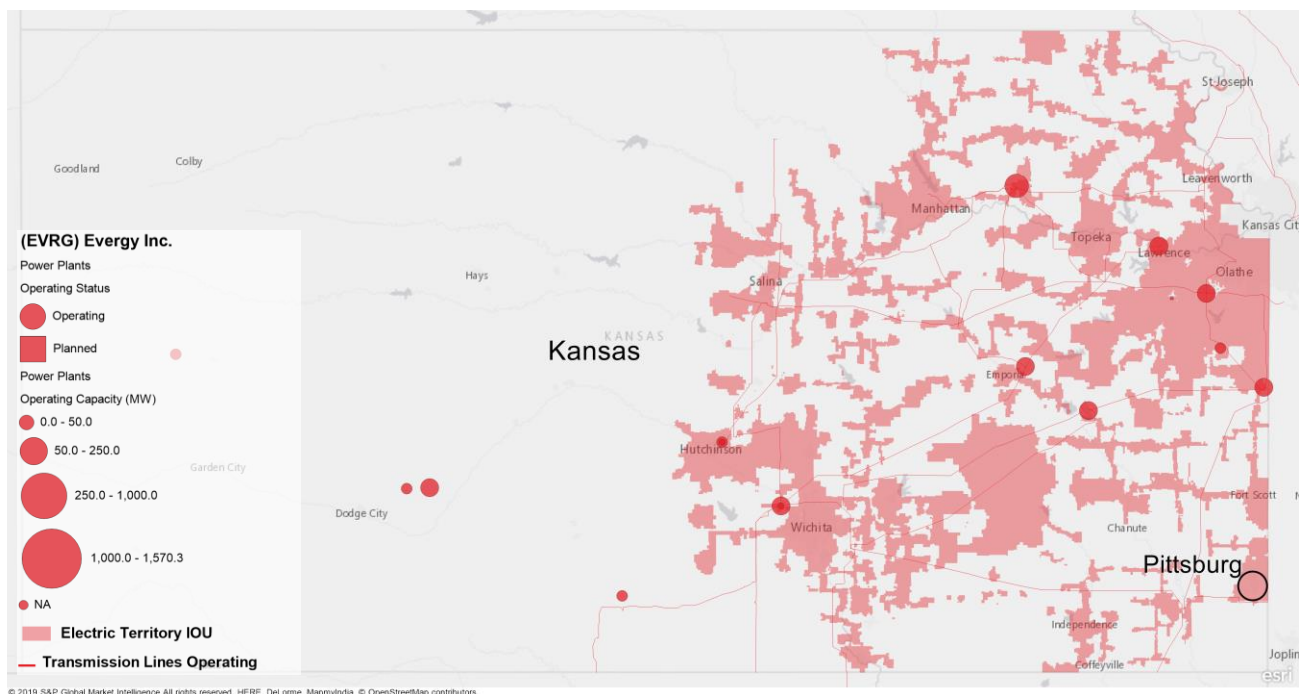 St Joseph
Goodland
Colby
Leavenworth
Manhattan
Kansas Cit
Topeka
Lawrence
Olathe
(EVRG) Evergy Inc.
Power Plants
Operating Status
Operating
Planned
Power Plants
Operating Capacity (MW)
0.0 - 50.0
50.0 - 250.0
250.0 - 1,000.0
1,000.0 - 1,570.3
NA
Electric Territory IOU
Transmission Lines Operating
Hays
Salina
KANSAS
Kansas
Emporia
Hutchinson
Garden City
Dodge City
Wichita
Fort Scott
Chanute
Pittsburg
Independence
Coffeyville
Joplin
esri
© 2019 S&P Global Market Intelligence All rights reserved. HERE, DeLorme, MapmyIndia, © OpenStreetMap contributors